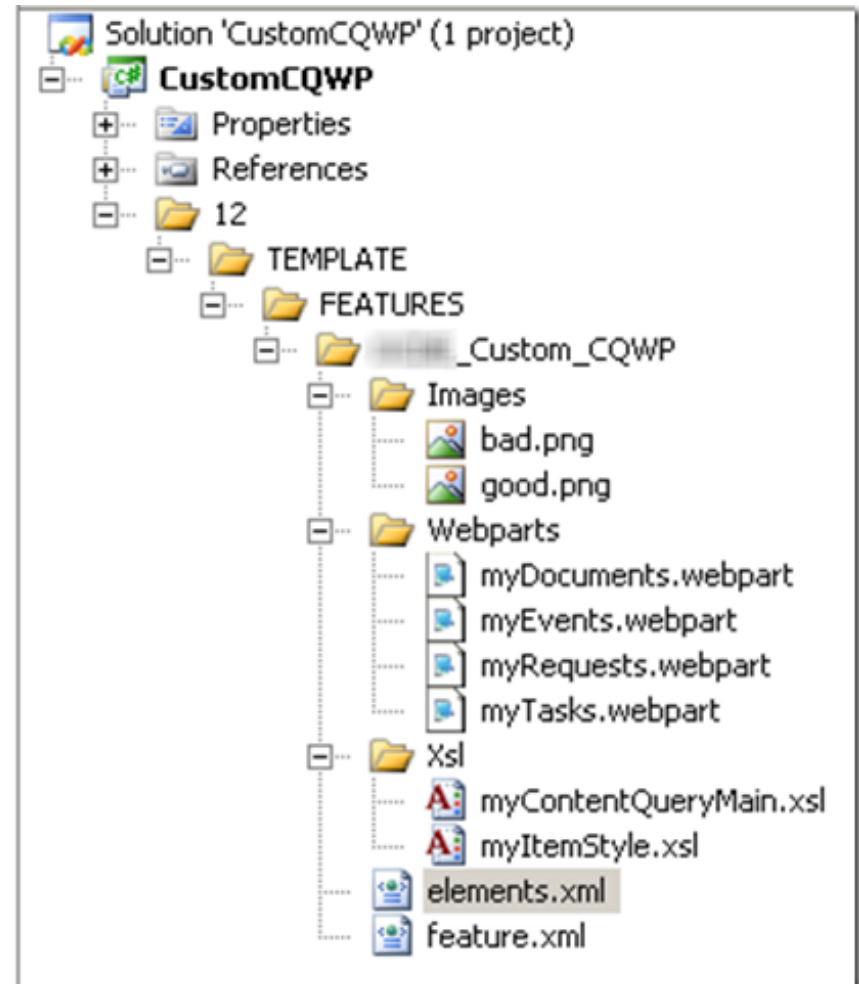 Solution 'CustomCQWP' (1 project)
CustomCQWP
Properties
References
12
TEMPLATE
FEATURES
_Custom_CQWP
Images
bad.png
good.png
Webparts
myDocuments.webpart
myEvents.webpart
myRequests.webpart
myTasks.webpart
Xsl
myContentQueryMain.xsl
myItemStyle.xsl
elements.xml
feature.xml